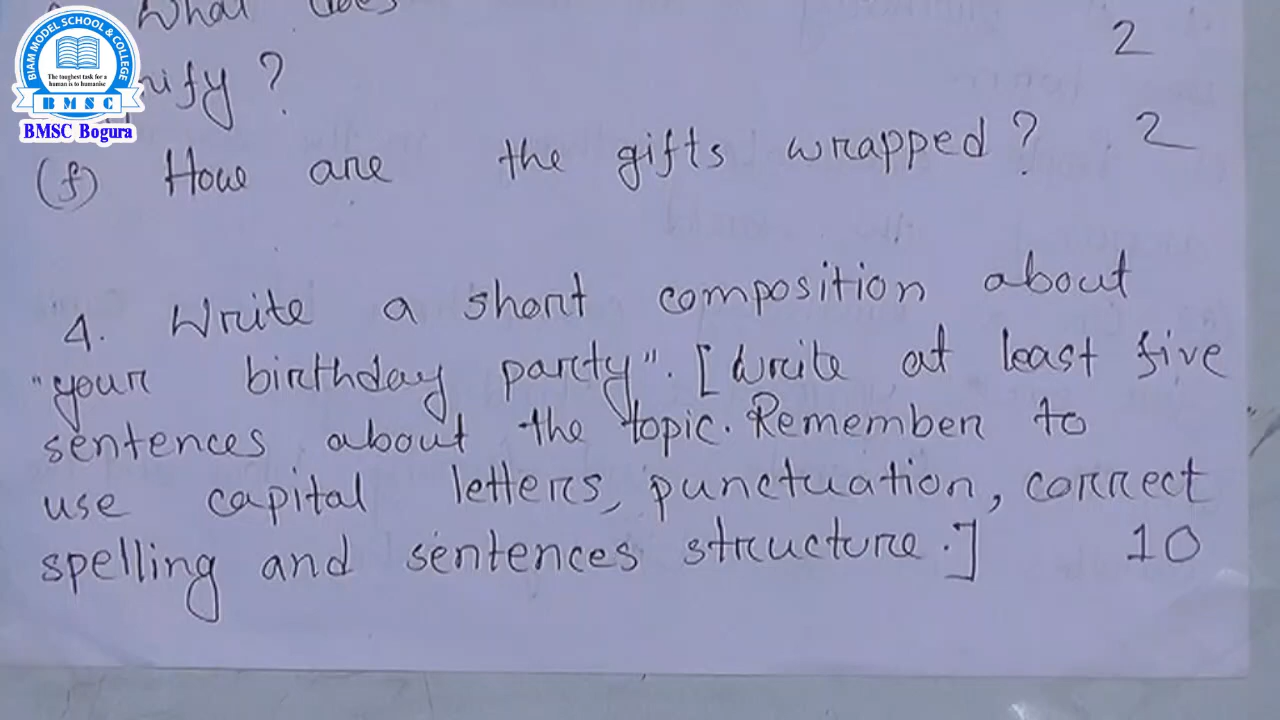 BIAM MODEL SCHOOL & COLLEGE
The toughest task for a
human is to humanise
BMSC
BMSC Bogura
What does
2
(f) How are the gifts wrapped? 2
4. Write a short composition about
"your birthday party". [Write at least five
sentences about the topic. Remember to
use capital letters, punctuation, correct
spelling and sentences structure.] 10